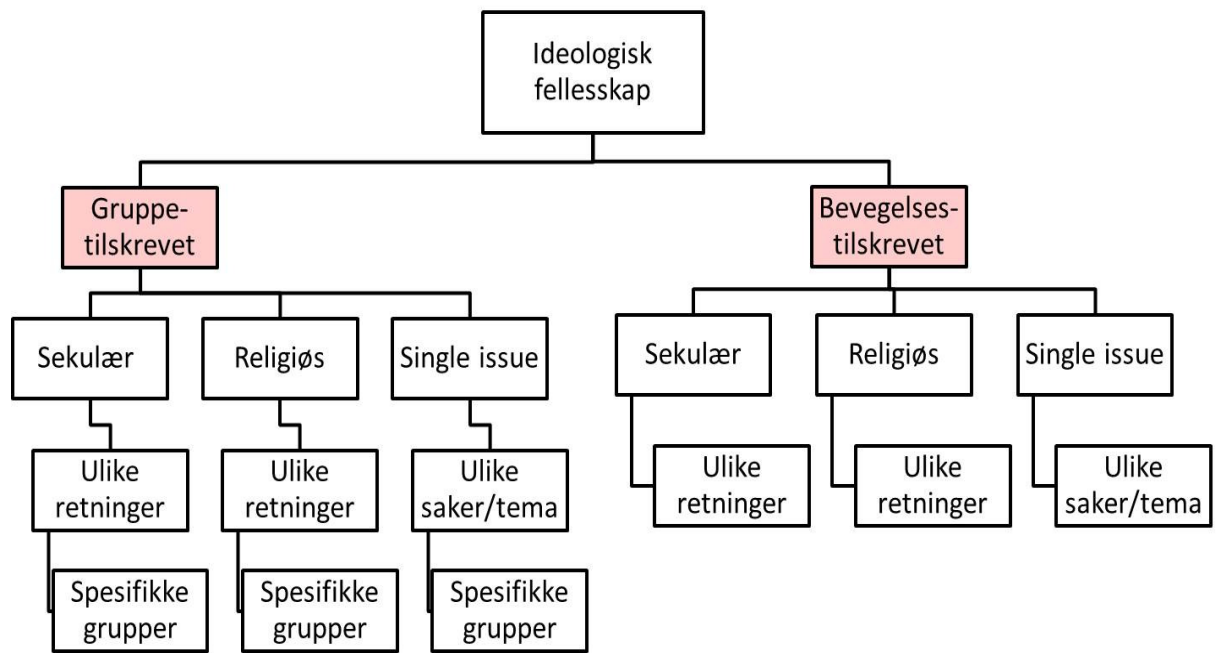 Ideologisk
fellesskap
Gruppe-
tilskrevet
Bevegelses-
tilskrevet
Sekulær
Religiøs
Single issue
Sekulær
Religiøs
Single issue
Ulike
retninger
Ulike
retninger
Ulike
saker/tema
Ulike
retninger
Ulike
retninger
Ulike
saker/tema
Spesifikke
grupper
Spesifikke
grupper
Spesifikke
grupper